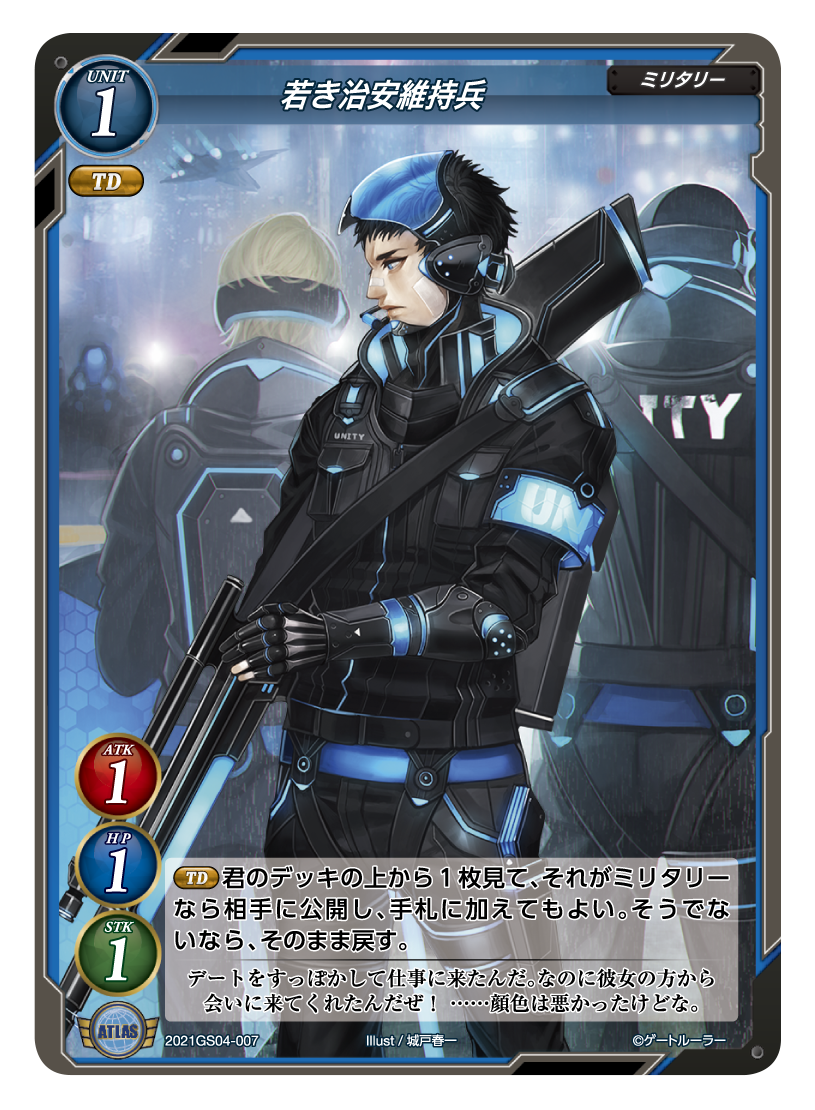 UNIT
1
若き治安維持兵
ミリタリー
TD
UNITY
ITY
UN
ATK
1
HP
1
STK
1
TD 君のデッキの上から1枚見て、それがミリタリー
なら相手に公開し、手札に加えてもよい。そうでな
いなら、そのまま戻す。
デートをすっぽかして仕事に来たんだ。なのに彼女の方から
会いに来てくれたんだぜ！ ……顔色は悪かったけどな。
ATLAS
2021GS04-007
Illust / 城戸春一
©ゲートルーラー